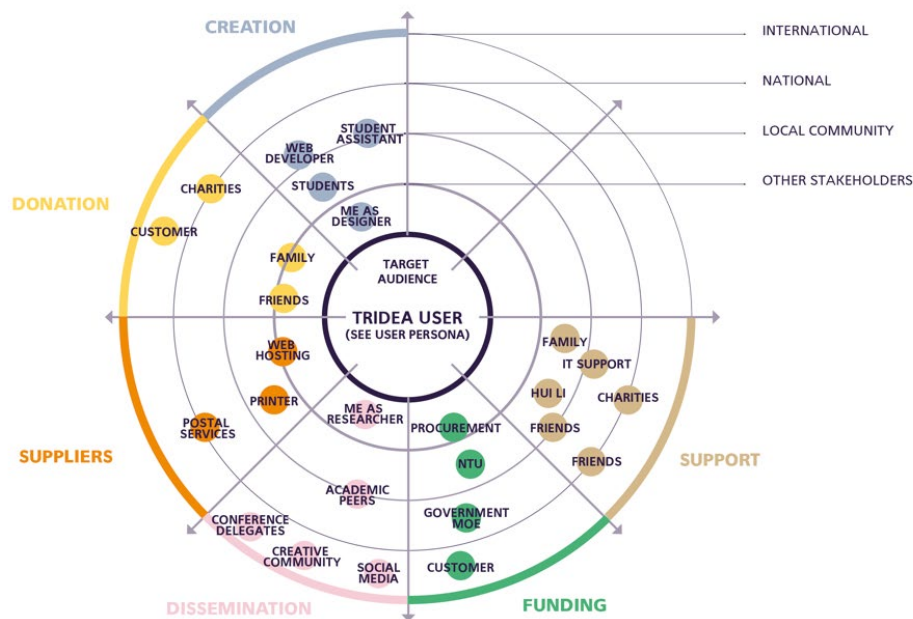 CREATION
INTERNATIONAL
NATIONAL
LOCAL COMMUNITY
OTHER STAKEHOLDERS
STUDENT
ASSISTANT
WEB
DEVELOPER
STUDENTS
ME AS
DESIGNER
DONATION
CHARITIES
CUSTOMER
FAMILY
FRIENDS
TARGET
AUDIENCE
TRIDEA USER
(SEE USER PERSONA)
WEB
HOSTING
PRINTER
POSTAL
SERVICES
SUPPLIERS
FAMILY
IT SUPPORT
HUI LI
CHARITIES
FRIENDS
FRIENDS
SUPPORT
ME AS
RESEARCHER
ACADEMIC
PEERS
CONFERENCE
DELEGATES
CREATIVE
COMMUNITY
SOCIAL
MEDIA
DISSEMINATION
PROCUREMENT
NTU
GOVERNMENT
MOE
CUSTOMER
FUNDING